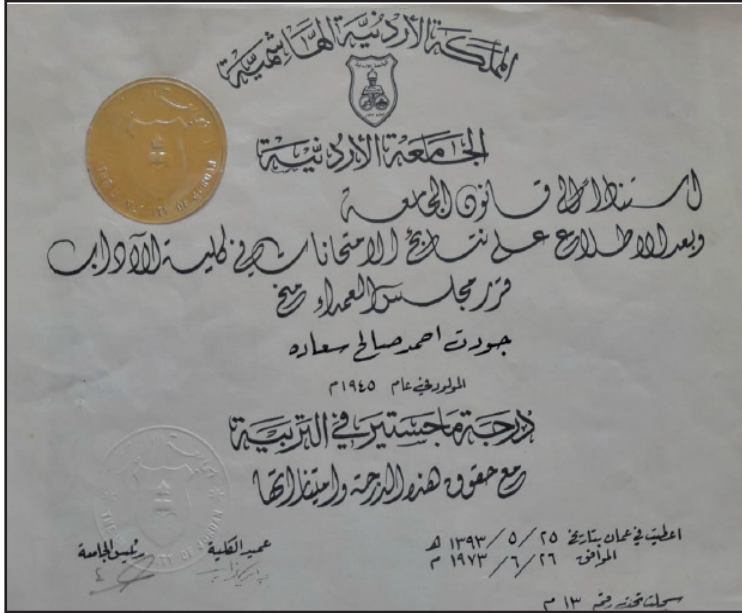 المملكة الأردنية الهاشمية
الجامعة الأردنية
استنادا إلى قانون الجامعة
وبعد الاطلاع على نتائج الامتحانات في كلية الآداب
قرر مجلس العمداء منح
جودت احمد صالح سعاده
المولود في عام ١٩٤٥ م
درجة ماجستير في التربية
مع حقوق هذه الدرجة وامتيازاتها
اعطيت في عمان بتاريخ ٢٥ / ٥ / ١٣٩٣ هـ
الموافق ٢٦ / ٦ / ١٩٧٣ م
عميد الكلية
رئيس الجامعة
سجلت تحت رقم ١٣ م